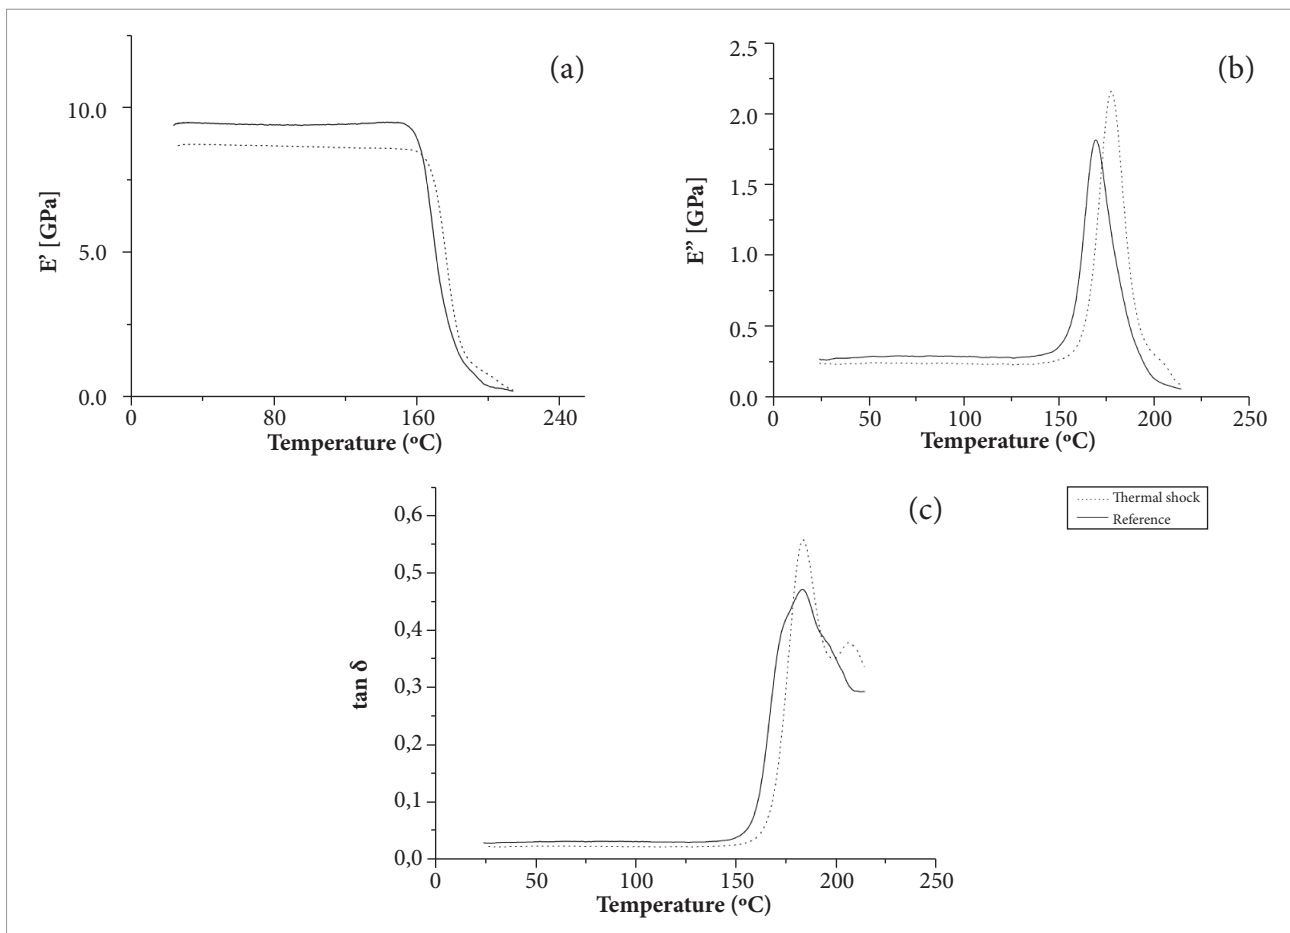 (a)
10.0
5.0
0.0
E’ [GPa]
0
80
160
240
Temperature (ºC)
(b)
2.5
2.0
1.5
1.0
0.5
0.0
E” [GPa]
0
50
100
150
200
250
Temperature (ºC)
(c)
0,6
0,5
0,4
0,3
0,2
0,1
0,0
tan δ
0
50
100
150
200
250
Temperature (ºC)
Thermal shock
Reference